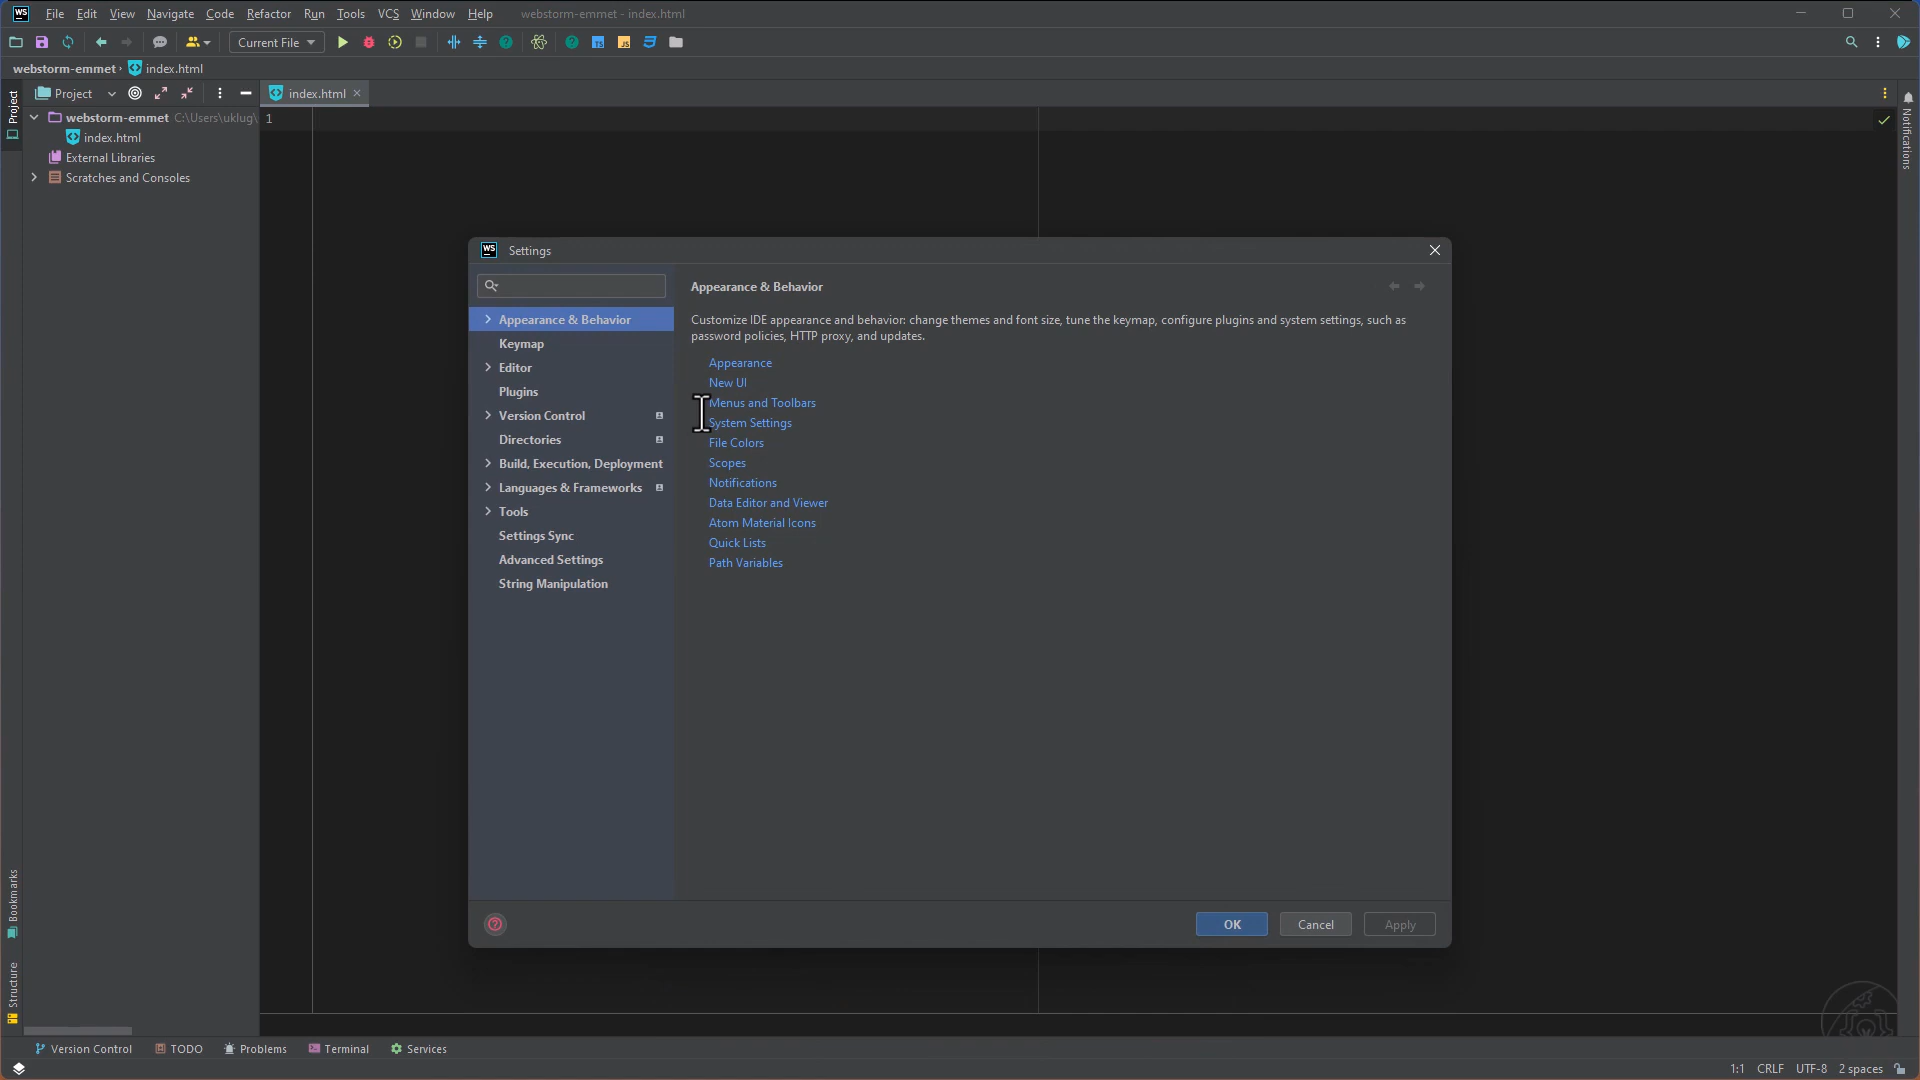 WS File Edit View Navigate Code Refactor Run Tools VCS Window Help webstorm-emmet - index.html
Current File
webstorm-emmet index.html
Project
Project
index.html
Notifications
webstorm-emmet C:\Users\uklug\
1
index.html
External Libraries
Scratches and Consoles
WS Settings
Appearance & Behavior
Keymap
Editor
Plugins
Version Control
Directories
Build, Execution, Deployment
Languages & Frameworks
Tools
Settings Sync
Advanced Settings
String Manipulation
Appearance & Behavior
Customize IDE appearance and behavior: change themes and font size, tune the keymap, configure plugins and system settings, such as
password policies, HTTP proxy, and updates.
Appearance
New UI
Menus and Toolbars
System Settings
File Colors
Scopes
Notifications
Data Editor and Viewer
Atom Material Icons
Quick Lists
Path Variables
OK Cancel Apply
Bookmarks
Structure
Version Control TODO Problems Terminal Services
1:1 CRLF UTF-8 2 spaces